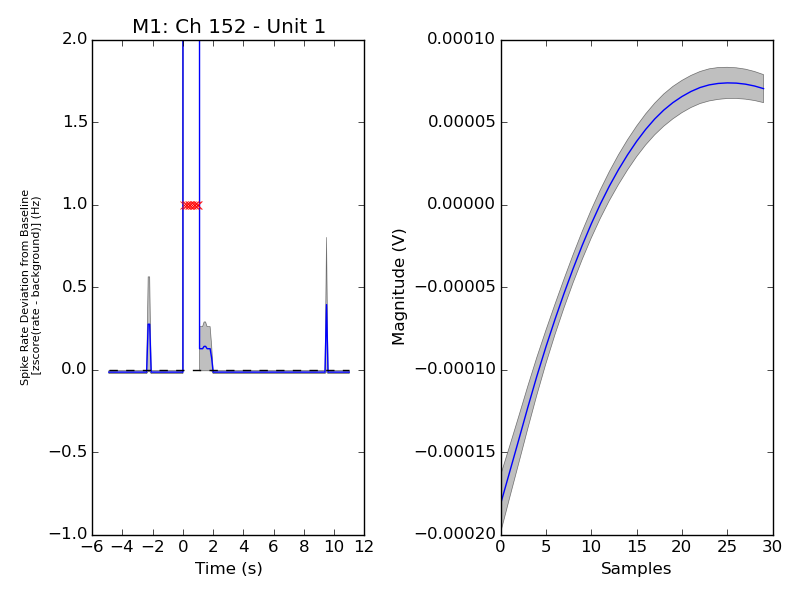 M1: Ch 152 - Unit 1
2.0
1.5
1.0
0.5
0.0
−0.5
−1.0
−6 −4 −2 0 2 4 6 8 10 12
Time (s)
Spike Rate Deviation from Baseline
[zscore(rate - background)] (Hz)
0.00010
0.00005
0.00000
−0.00005
−0.00010
−0.00015
−0.00020
0 5 10 15 20 25 30
Samples
Magnitude (V)